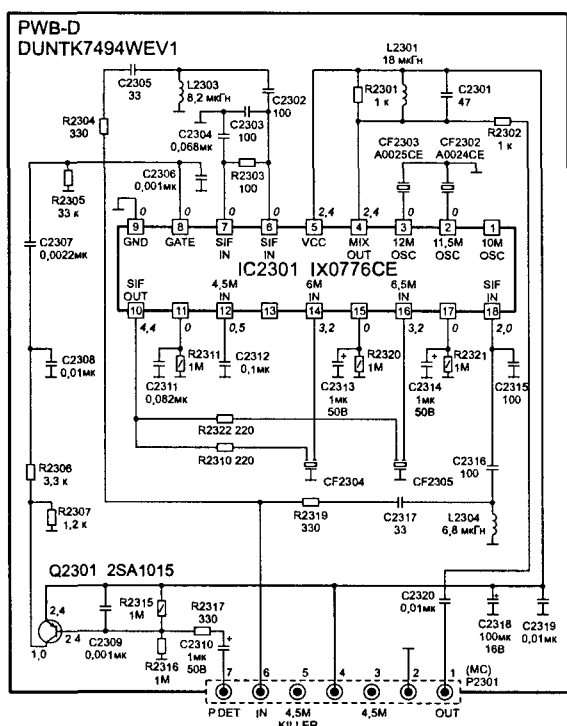 PWB-D
DUNTK7494WEV1
L2301
18 мкГн
C2305
33
L2303
8,2 мкГн
C2302
100
R2301
1 к
C2301
47
R2304
330
C2303
100
C2304
0,068мк
R2302
1 к
CF2303
A0025CE
CF2302
A0024CE
R2303
100
C2306
0,001мк
R2305
33 к
0
0
0
0
2,4
2,4
0
0
9
8
7
6
5
4
3
2
1
GND
GATE
SIF
IN
SIF
IN
VCC
MIX
OUT
12M
OSC
11,5M
OSC
10M
OSC
C2307
0,0022мк
IC2301 IX0776CE
SIF
OUT
4,5M
IN
6M
IN
6,5M
IN
SIF
IN
10
11
12
13
14
15
16
17
18
4,4
0
0,5
3,2
0
3,2
0
2,0
C2308
0,01мк
R2311
1М
C2311
0,082мк
C2312
0,1мк
R2320
1М
C2313
1мк
50В
R2321
1М
C2314
1мк
50В
C2315
100
R2322 220
R2310 220
C2316
100
CF2304
CF2305
R2306
3,3 к
R2319
330
C2317
33
L2304
6,8 мкГн
R2307
1,2 к
Q2301 2SA1015
2,4
2 4
1,0
R2315
1М
R2317
330
C2309
0,001мк
R2316
1М
C2310
1мк
50В
C2320
0,01мк
C2318
100мк
16В
C2319
0,01мк
(MC)
P2301
7
6
5
4
3
2
1
P DET
IN
4,5M
KILLER
4,5M
OUT